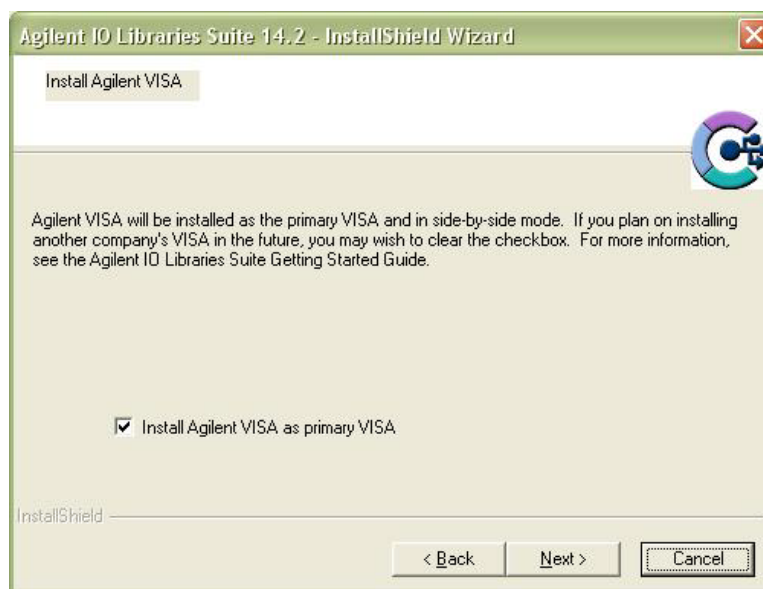 Agilent IO Libraries Suite 14.2 - InstallShield Wizard
Install Agilent VISA
Agilent VISA will be installed as the primary VISA and in side-by-side mode. If you plan on installing
another company's VISA in the future, you may wish to clear the checkbox. For more information,
see the Agilent IO Libraries Suite Getting Started Guide.
Install Agilent VISA as primary VISA
InstallShield
< Back
Next >
Cancel